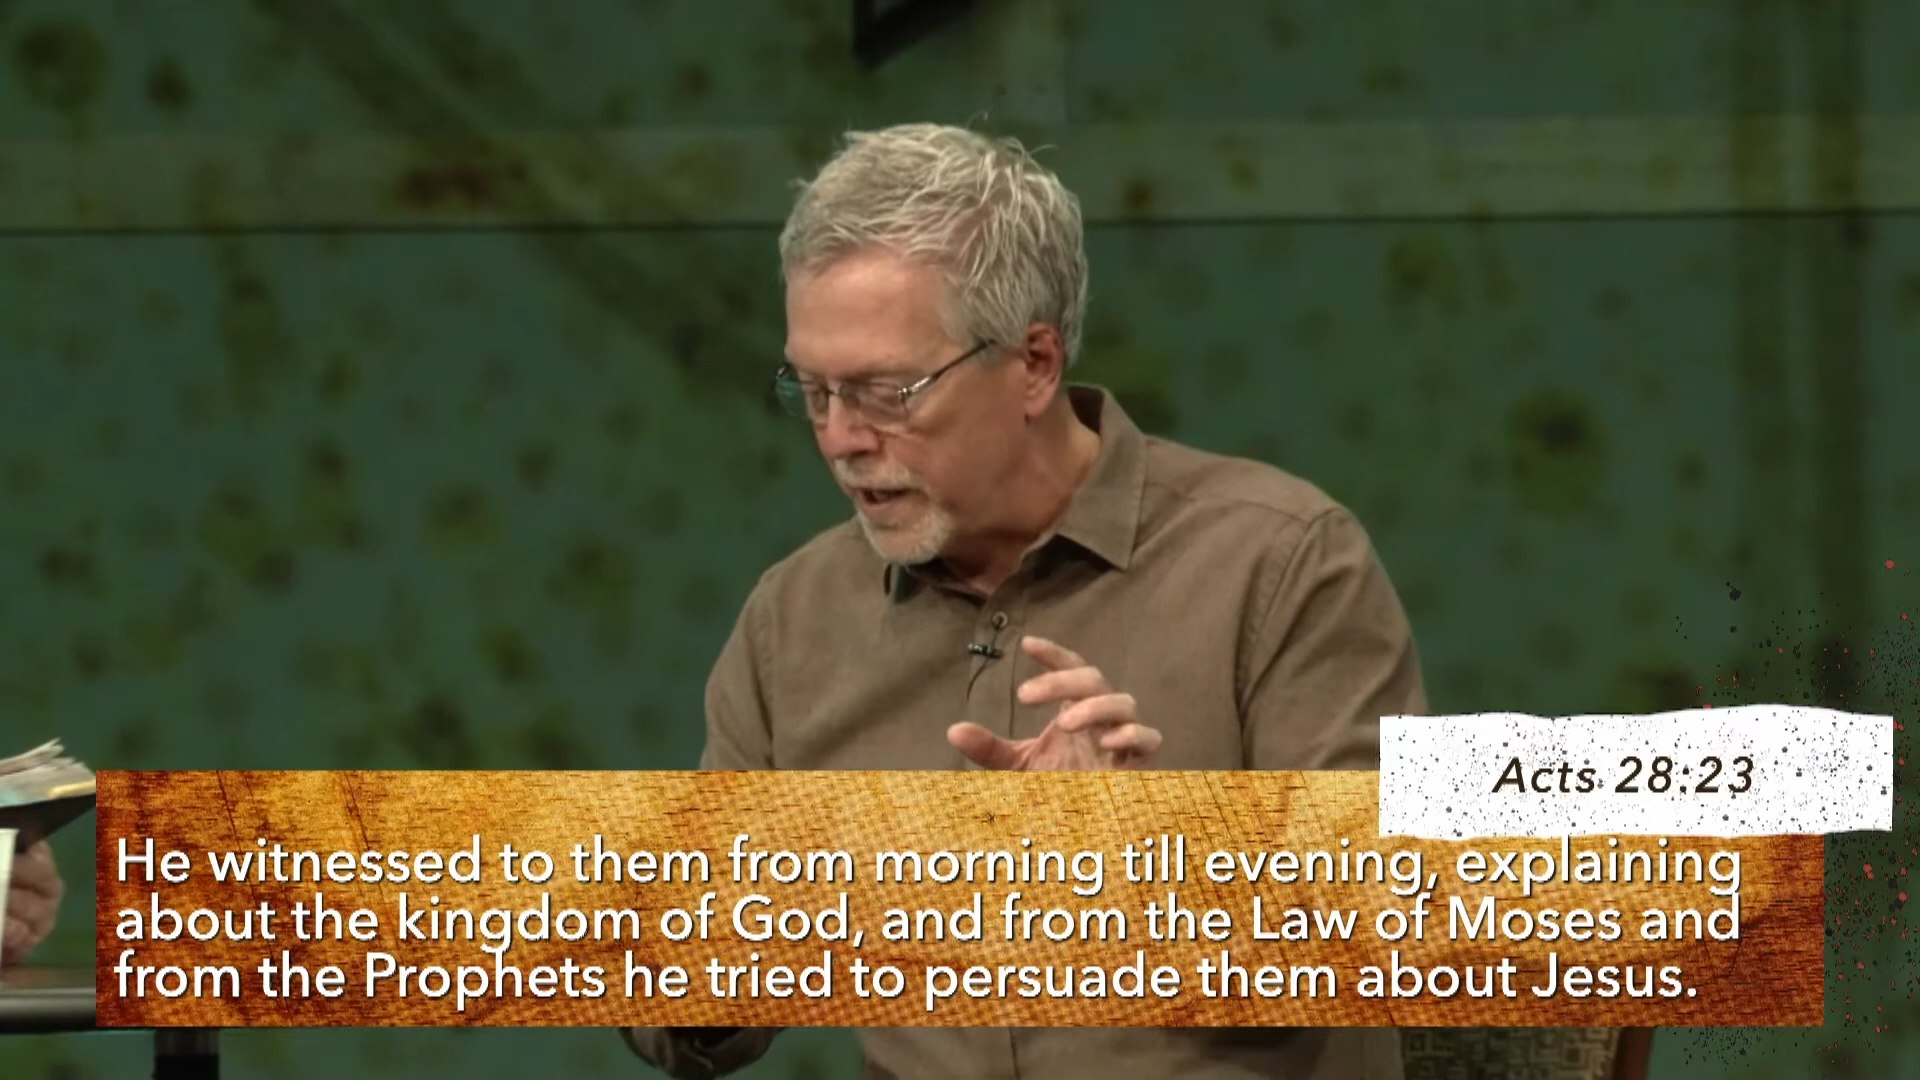 Acts 28:23
He witnessed to them from morning till evening, explaining
about the kingdom of God, and from the Law of Moses and
from the Prophets he tried to persuade them about Jesus.